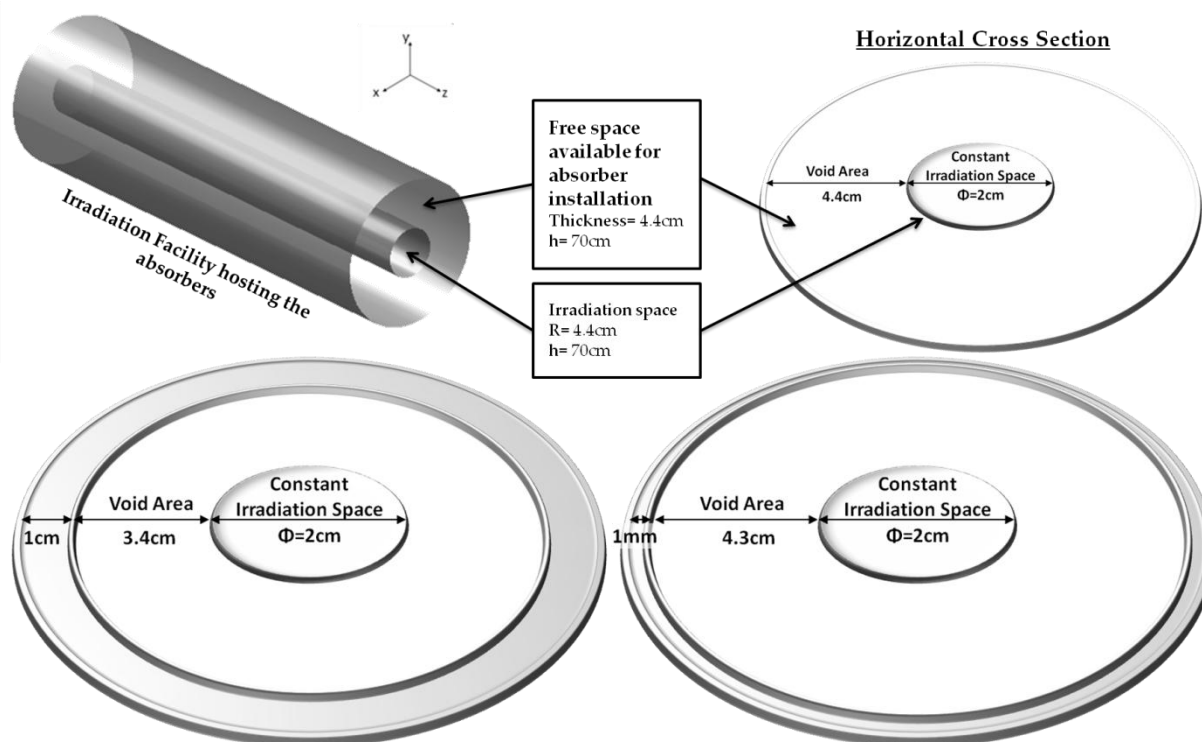 y
x
z
Irradiation Facility hosting the
absorbers
Free space
available for
absorber
installation
Thickness= 4.4cm
h= 70cm
Irradiation space
R= 4.4cm
h= 70cm
Horizontal Cross Section
Void Area
4.4cm
Constant
Irradiation Space
Φ=2cm
1cm
Void Area
3.4cm
Constant
Irradiation Space
Φ=2cm
1mm
Void Area
4.3cm
Constant
Irradiation Space
Φ=2cm